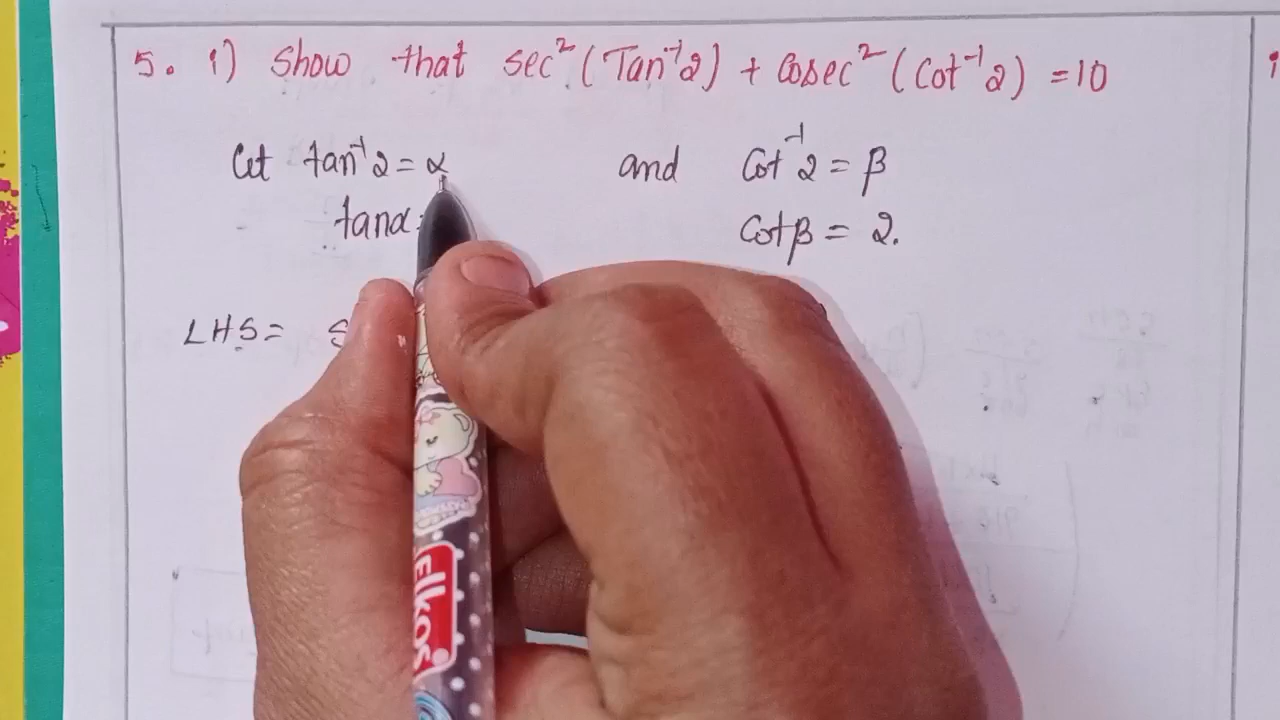 5. i) Show that sec²(Tan⁻¹2) + Cosec²(Cot⁻¹2) = 10
Let tan⁻¹2 = α and Cot⁻¹2 = β
tanα = Cotβ = 2.
LHS = S
Elkos